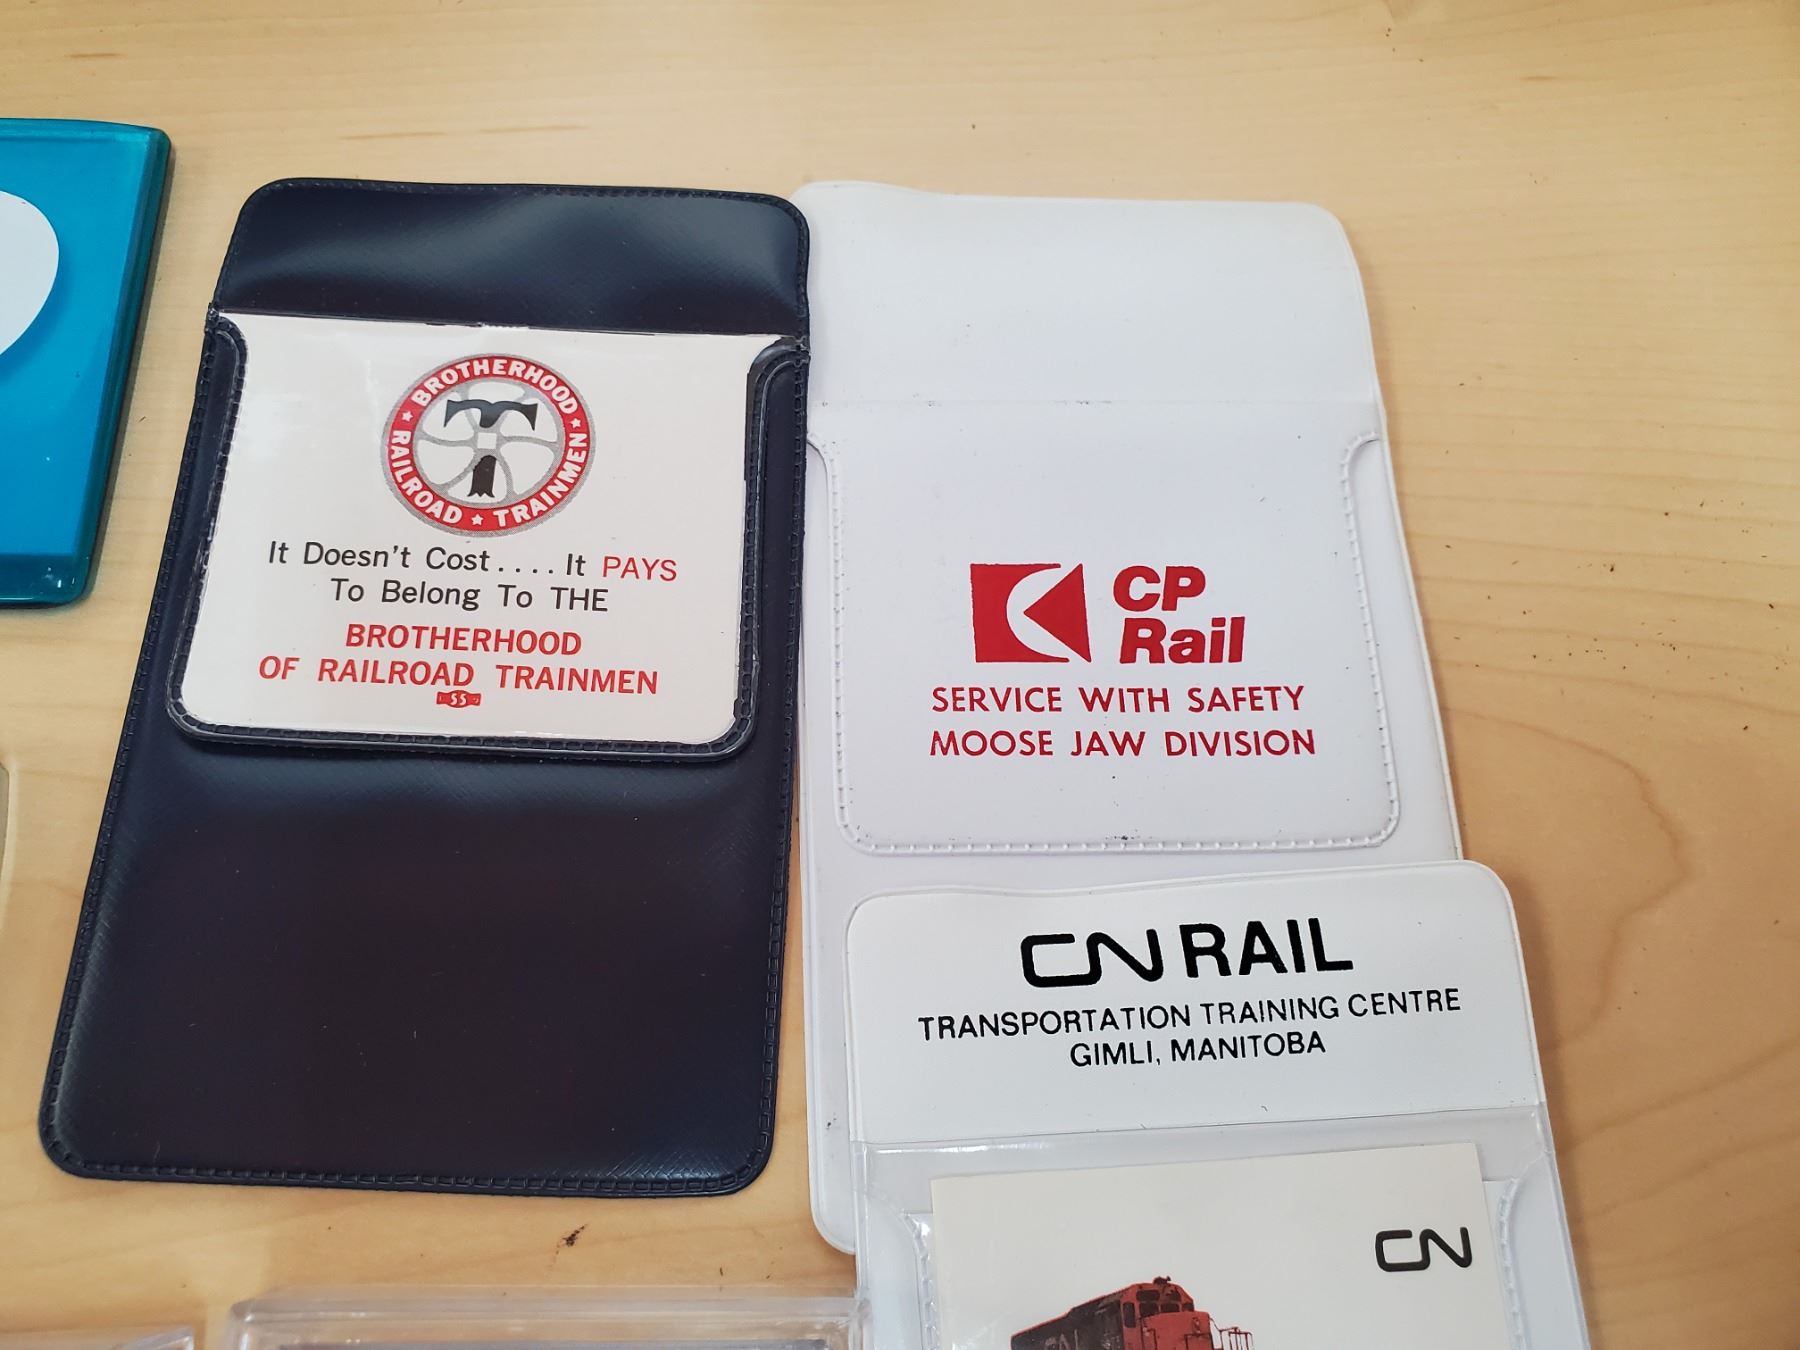 BROTHERHOOD
RAILROAD ★ TRAINMEN
T
It Doesn't Cost....It PAYS
To Belong To THE
BROTHERHOOD
OF RAILROAD TRAINMEN
SS
CP
Rail
SERVICE WITH SAFETY
MOOSE JAW DIVISION
CN RAIL
TRANSPORTATION TRAINING CENTRE
GIMLI, MANITOBA
CN